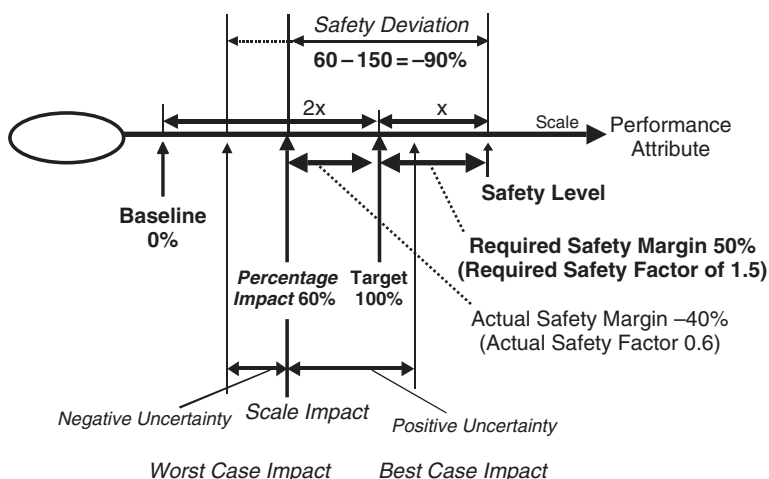 Safety Deviation
60 – 150 = –90%
2x
x
Scale
Performance
Attribute
Baseline
0%
Safety Level
Required Safety Margin 50%
(Required Safety Factor of 1.5)
Percentage
Impact 60%
Target
100%
Actual Safety Margin –40%
(Actual Safety Factor 0.6)
Negative Uncertainty
Scale Impact
Positive Uncertainty
Worst Case Impact
Best Case Impact